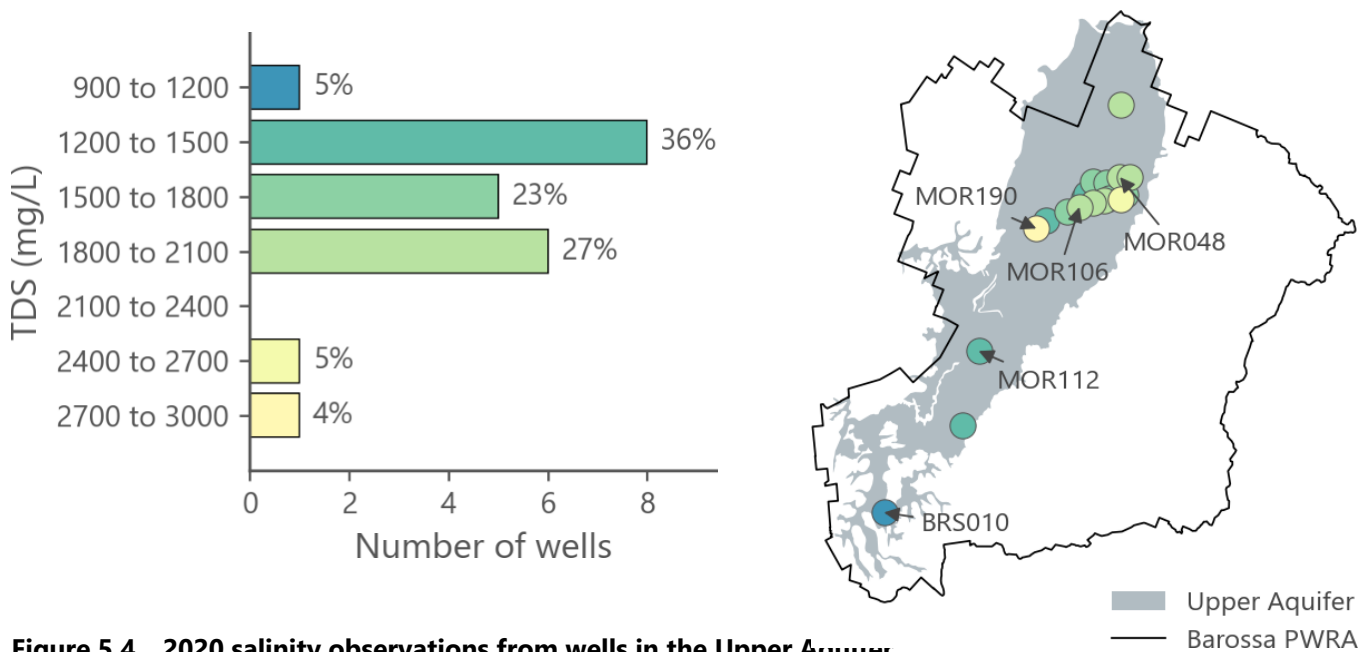 900 to 1200
5%
1200 to 1500
36%
1500 to 1800
23%
1800 to 2100
27%
2100 to 2400
2400 to 2700
5%
2700 to 3000
4%
TDS (mg/L)
0 2 4 6 8
Number of wells
MOR190
MOR048
MOR106
MOR112
BRS010
Upper Aquifer
Barossa PWRA
Figure 5.4 2020 salinity observations from wells in the Upper Aquifer